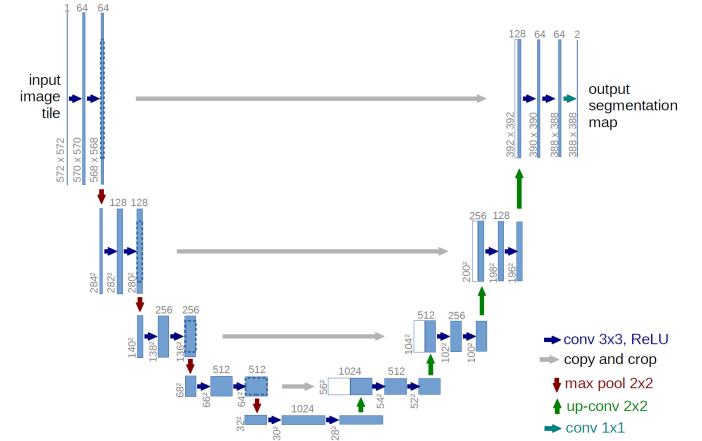 1 64 64
128 64 64 2
input
image
tile
output
segmentation
map
572 x 572
570 x 570
568 x 568
392 x 392
390 x 390
388 x 388
388 x 388
128 128
256 128
284²
282²
280²
200²
198²
196²
256 256
512 256
140²
138²
136²
104²
102²
100²
512 512
1024 512
68²
66²
64²
56²
54²
52²
1024
32²
30²
28²
conv 3x3, ReLU
copy and crop
max pool 2x2
up-conv 2x2
conv 1x1